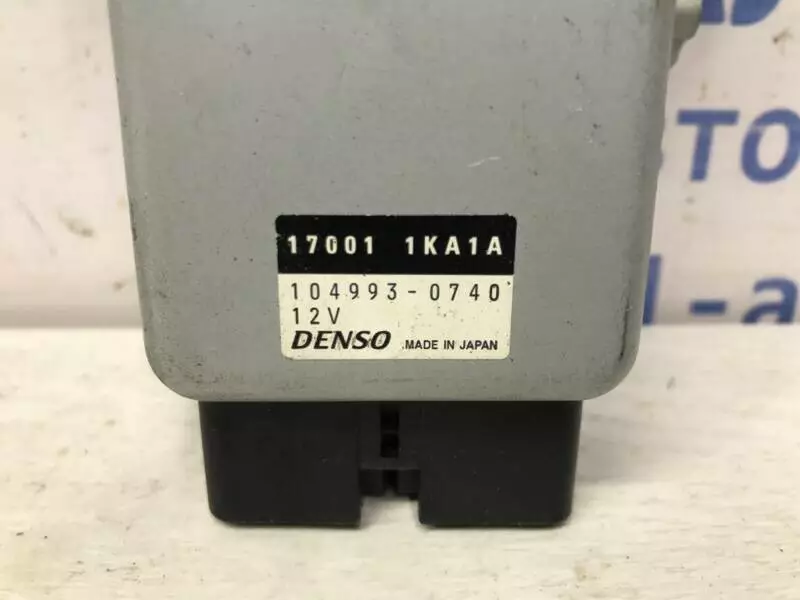 17001 1KA1A
104993-0740
12V
DENSO MADE IN JAPAN